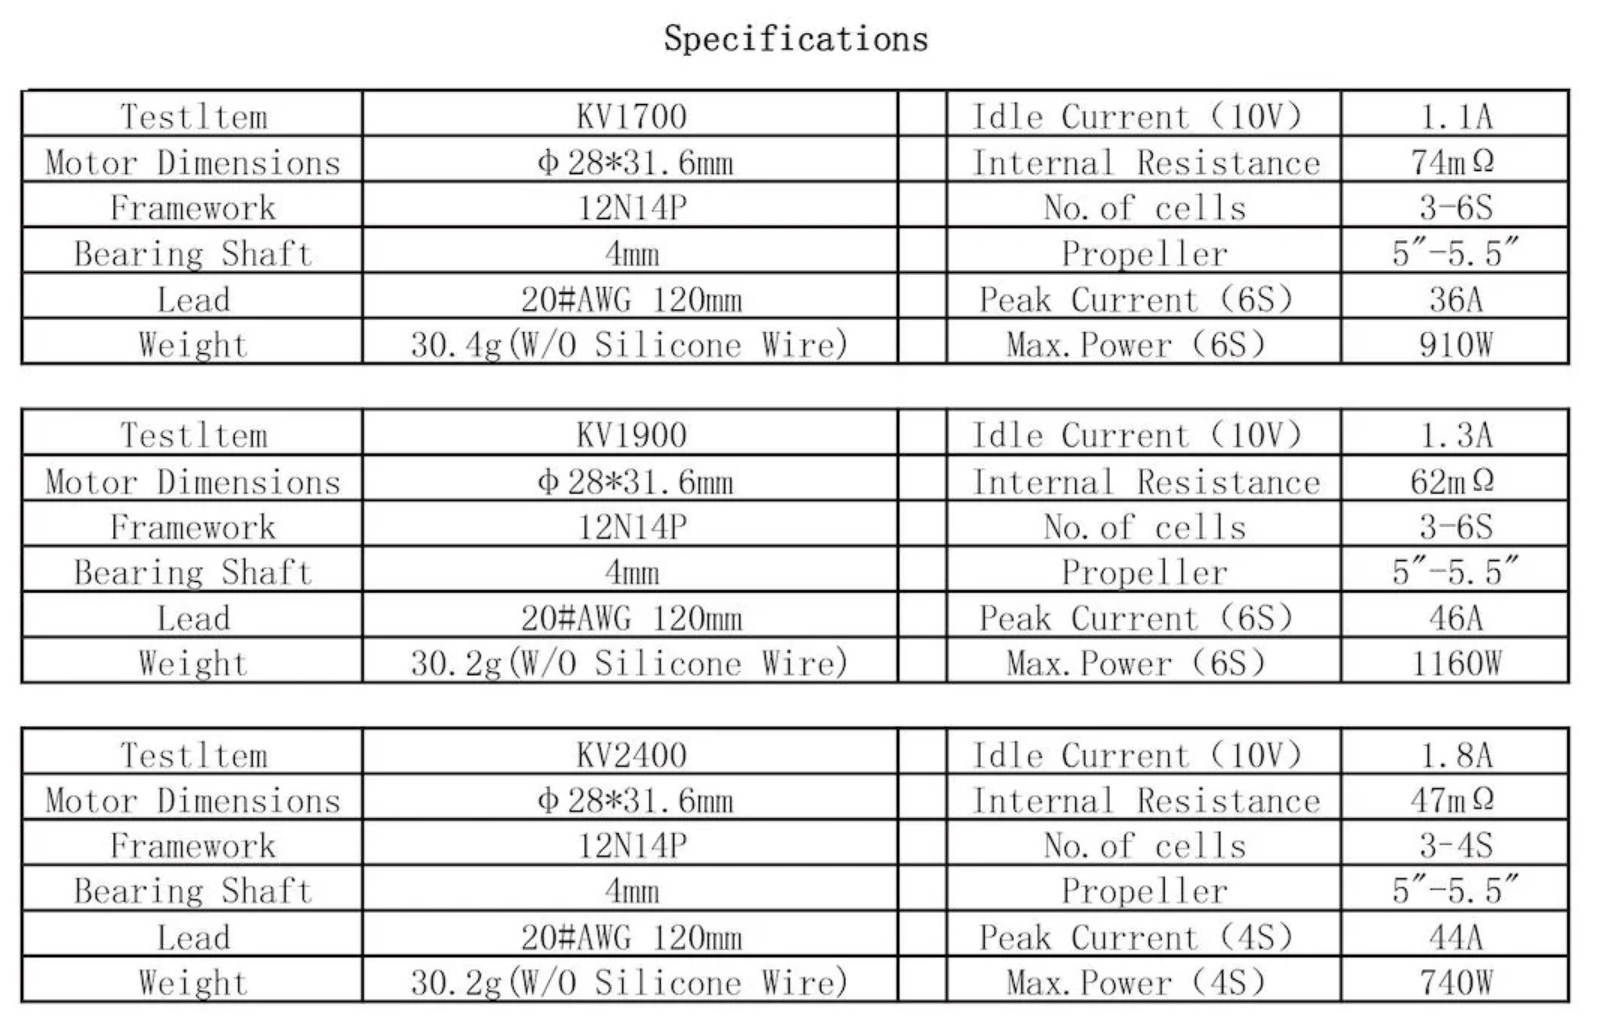 Specifications
Testltem KV1700 Idle Current (10V) 1.1A
Motor Dimensions φ28*31.6mm Internal Resistance 74mΩ
Framework 12N14P No.of cells 3-6S
Bearing Shaft 4mm Propeller 5″-5.5″
Lead 20#AWG 120mm Peak Current (6S) 36A
Weight 30.4g(W/O Silicone Wire) Max.Power (6S) 910W
Testltem KV1900 Idle Current (10V) 1.3A
Motor Dimensions φ28*31.6mm Internal Resistance 62mΩ
Framework 12N14P No.of cells 3-6S
Bearing Shaft 4mm Propeller 5″-5.5″
Lead 20#AWG 120mm Peak Current (6S) 46A
Weight 30.2g(W/O Silicone Wire) Max.Power (6S) 1160W
Testltem KV2400 Idle Current (10V) 1.8A
Motor Dimensions φ28*31.6mm Internal Resistance 47mΩ
Framework 12N14P No.of cells 3-4S
Bearing Shaft 4mm Propeller 5″-5.5″
Lead 20#AWG 120mm Peak Current (4S) 44A
Weight 30.2g(W/O Silicone Wire) Max.Power (4S) 740W